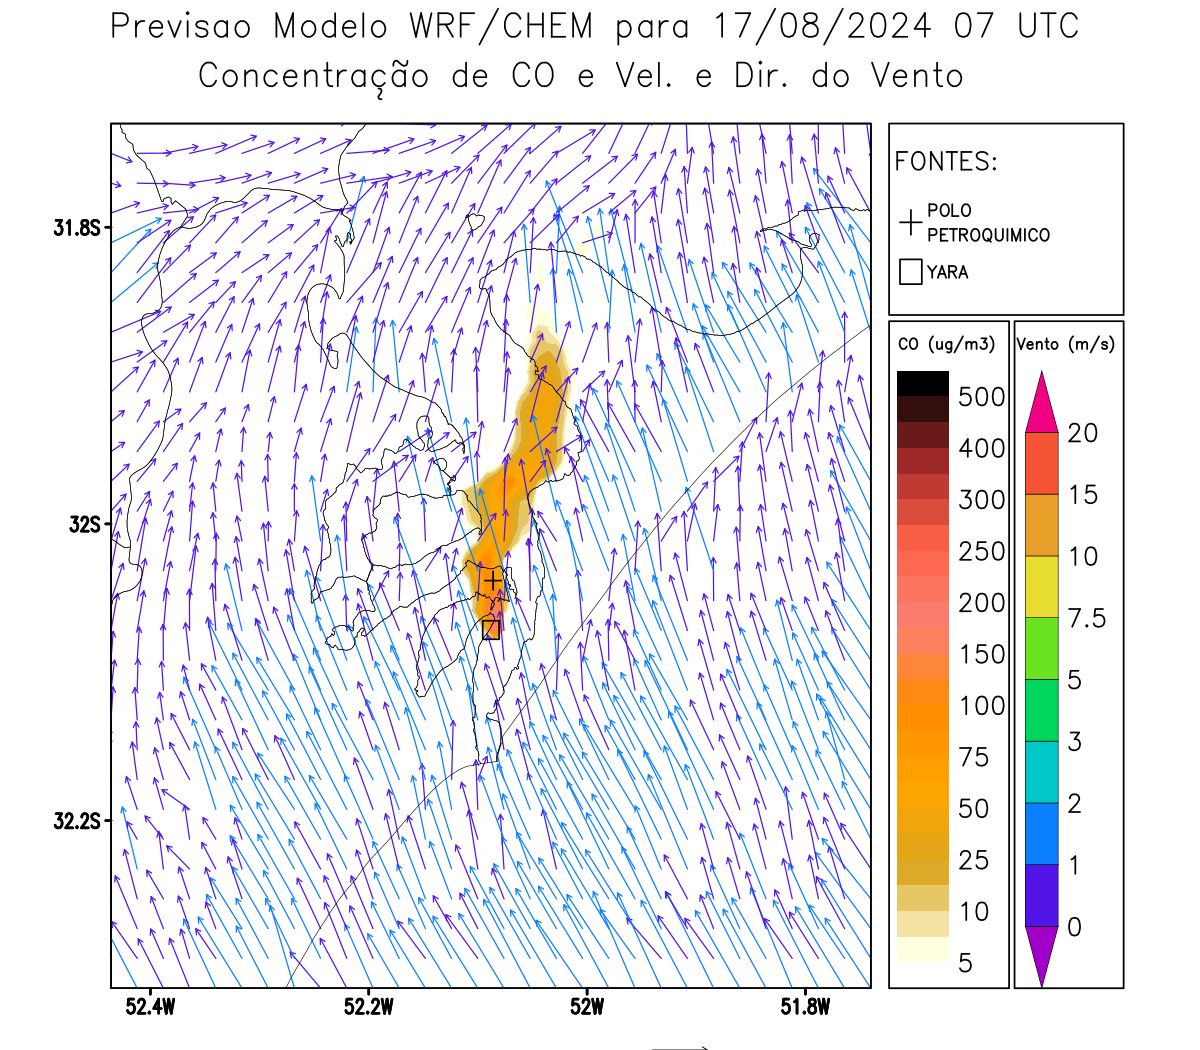 Previsao Modelo WRF/CHEM para 17/08/2024 07 UTC
Concentração de CO e Vel. e Dir. do Vento
FONTES:
POLO
PETROQUIMICO
YARA
CO (ug/m3)
500
400
300
250
200
150
100
75
50
25
10
5
Vento (m/s)
20
15
10
7.5
5
3
2
1
0
31.8S
32S
32.2S
52.4W
52.2W
52W
51.8W